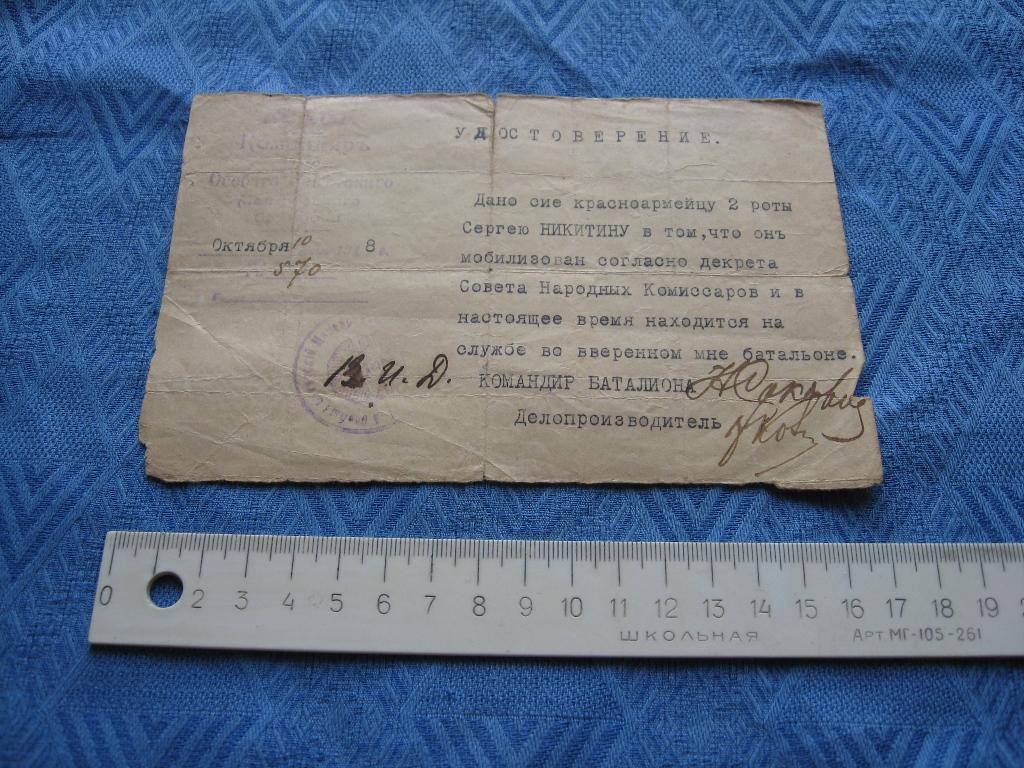 УДОСТОВЕРЕНИЕ.
Командиръ
Октября 10 8
570
Дано сие красноармейцу 2 роты
Сергею НИКИТИНУ в том,что онъ
мобилизован согласно декрета
Совета Народных Комиссаров и в
настоящее время находится на
службе во вверенном мне батальоне.
В.И.Д. КОМАНДИР БАТАЛИОНА
Делопроизводитель
0 2 3 4 5 6 7 8 9 10 11 12 13 14 15 16 17 18 19
ШКОЛЬНАЯ АРТ.МГ-105-261